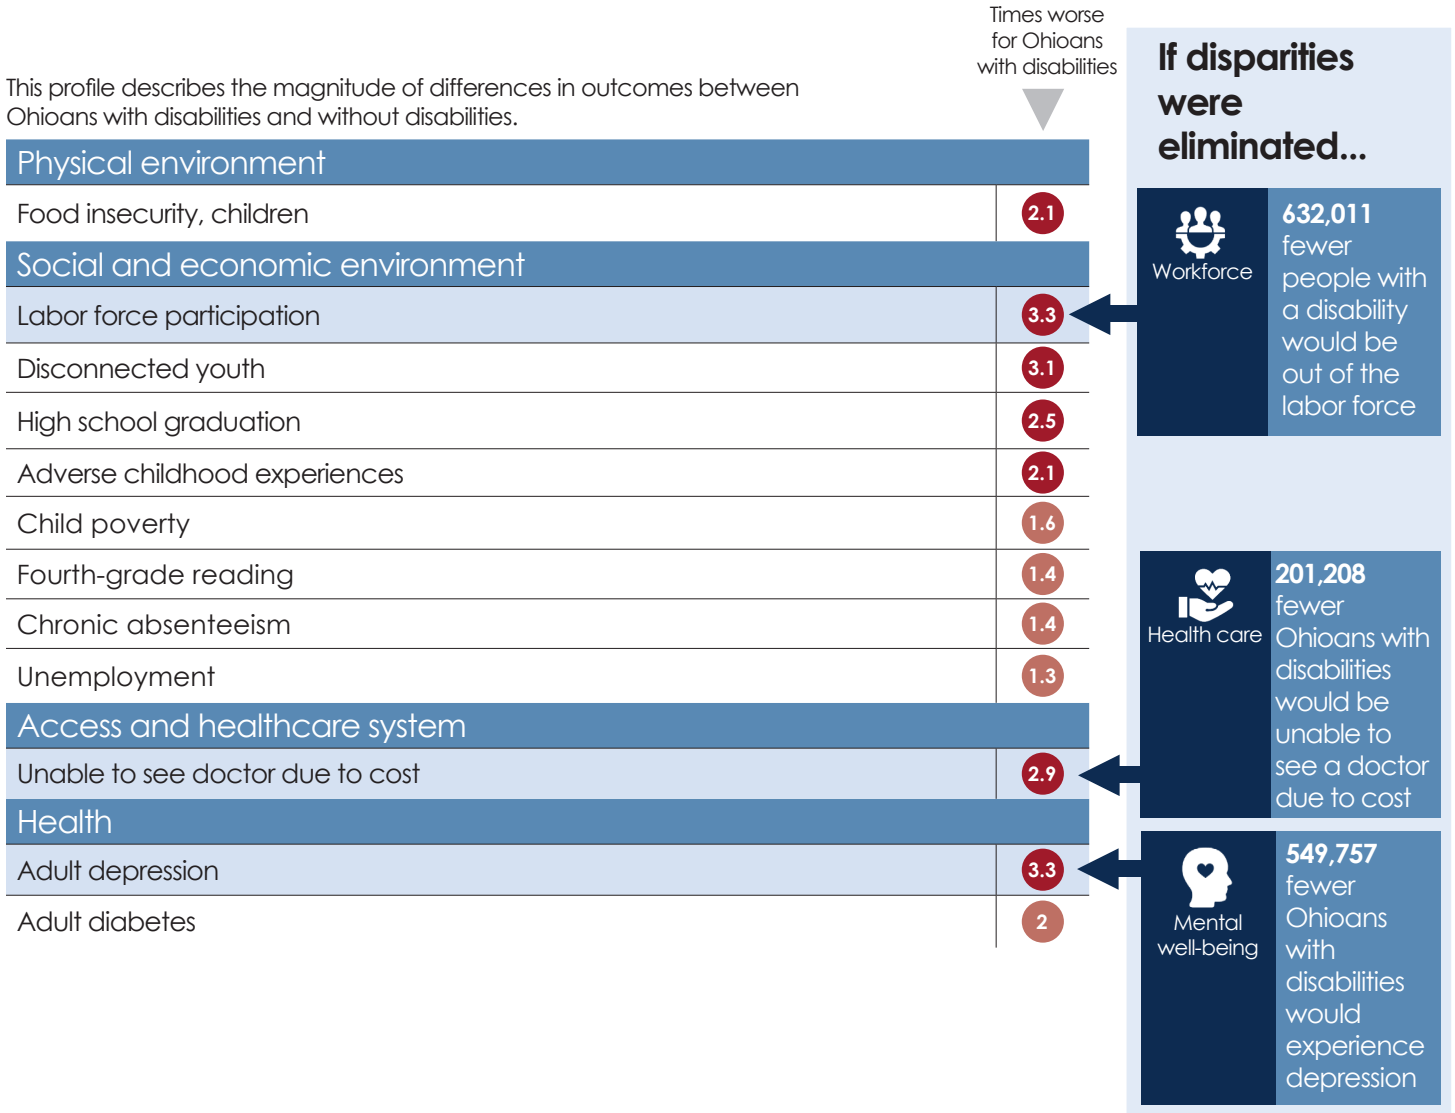 Times worse
for Ohioans
with disabilities
This profile describes the magnitude of differences in outcomes between
Ohioans with disabilities and without disabilities.
Physical environment
Food insecurity, children 2.1
Social and economic environment
Labor force participation 3.3
Disconnected youth 3.1
High school graduation 2.5
Adverse childhood experiences 2.1
Child poverty 1.6
Fourth-grade reading 1.4
Chronic absenteeism 1.4
Unemployment 1.3
Access and healthcare system
Unable to see doctor due to cost 2.9
Health
Adult depression 3.3
Adult diabetes 2
If disparities
were
eliminated...
Workforce
632,011
fewer
people with
a disability
would be
out of the
labor force
Health care
201,208
fewer
Ohioans with
disabilities
would be
unable to
see a doctor
due to cost
Mental
well-being
549,757
fewer
Ohioans
with
disabilities
would
experience
depression